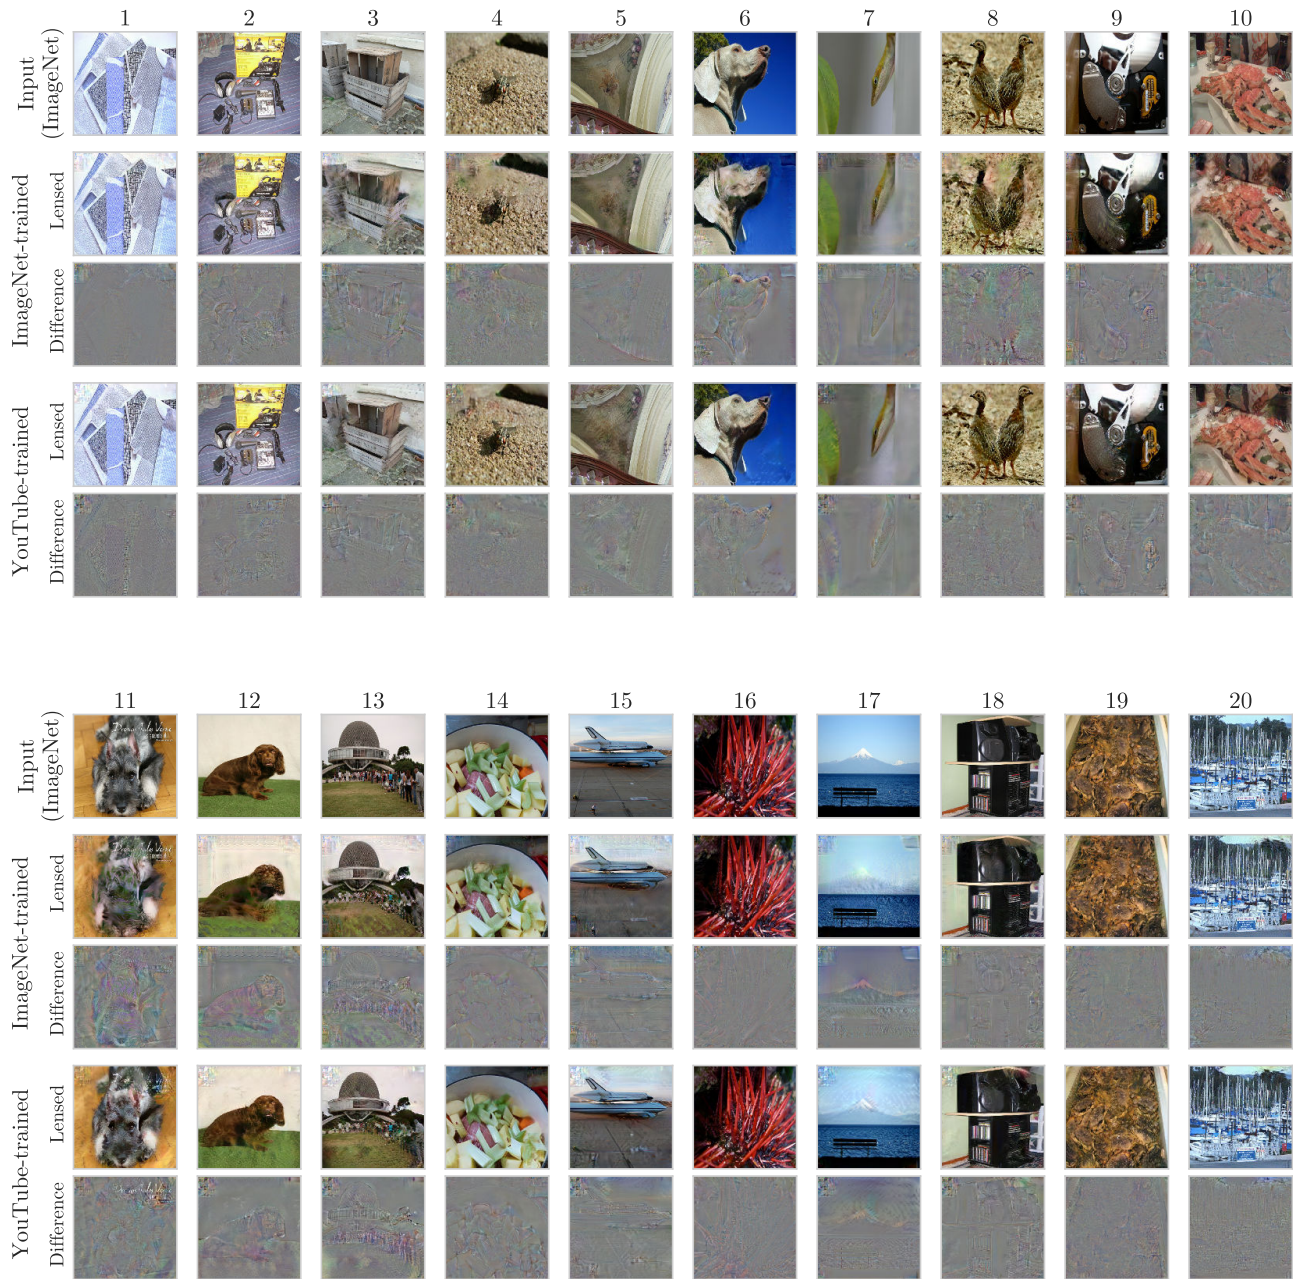 1 2 3 4 5 6 7 8 9 10
Input
(ImageNet)
ImageNet-trained
Lensed
Difference
YouTube-trained
Lensed
Difference
11 12 13 14 15 16 17 18 19 20
Input
(ImageNet)
ImageNet-trained
Lensed
Difference
YouTube-trained
Lensed
Difference